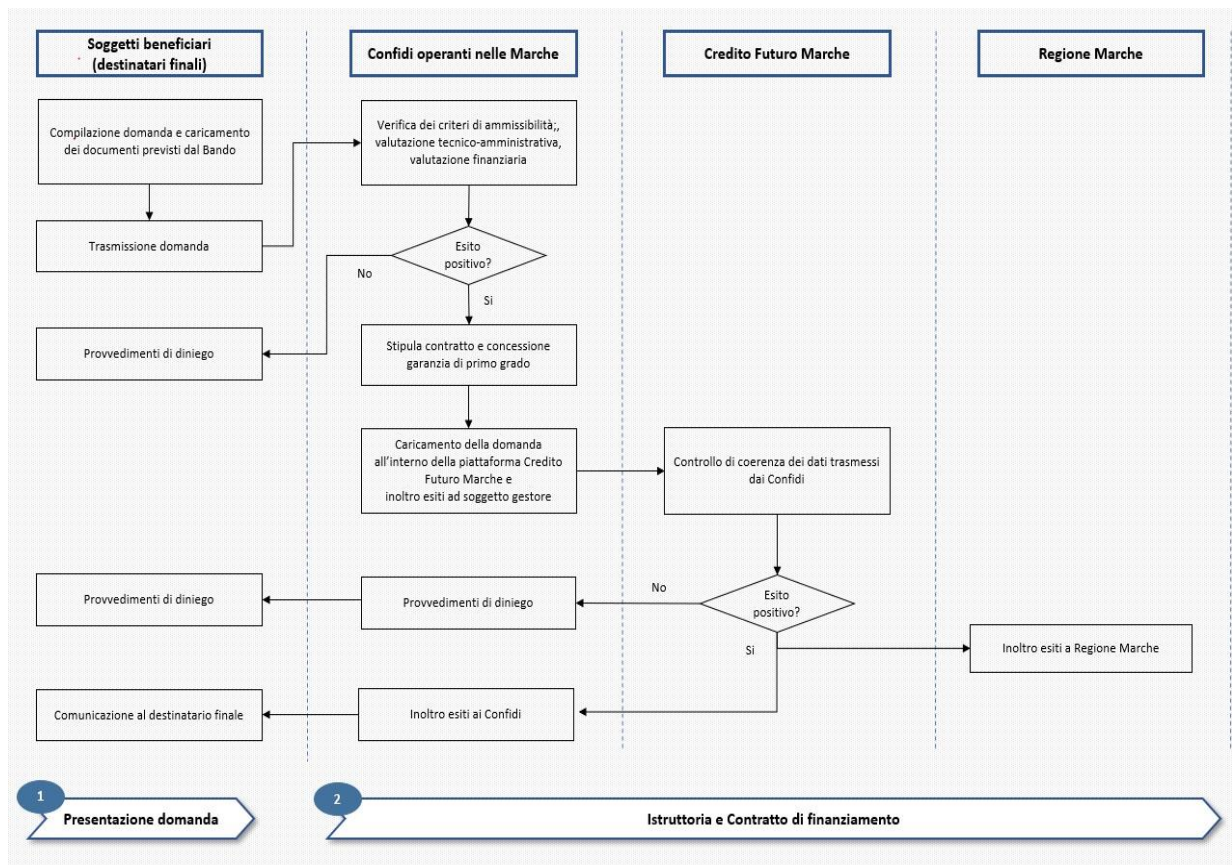 Soggetti beneficiari
(destinatari finali)
Confidi operanti nelle Marche
Credito Futuro Marche
Regione Marche
Compilazione domanda e caricamento
dei documenti previsti dal Bando
Verifica dei criteri di ammissibilità;,
valutazione tecnico-amministrativa,
valutazione finanziaria
Trasmissione domanda
Esito
positivo?
No
Si
Provvedimenti di diniego
Stipula contratto e concessione
garanzia di primo grado
Caricamento della domanda
all'interno della piattaforma Credito
Futuro Marche e
inoltro esiti ad soggetto gestore
Controllo di coerenza dei dati trasmessi
dai Confidi
Provvedimenti di diniego
Provvedimenti di diniego
No
Esito
positivo?
Si
Inoltro esiti a Regione Marche
Comunicazione al destinatario finale
Inoltro esiti ai Confidi
1
Presentazione domanda
2
Istruttoria e Contratto di finanziamento